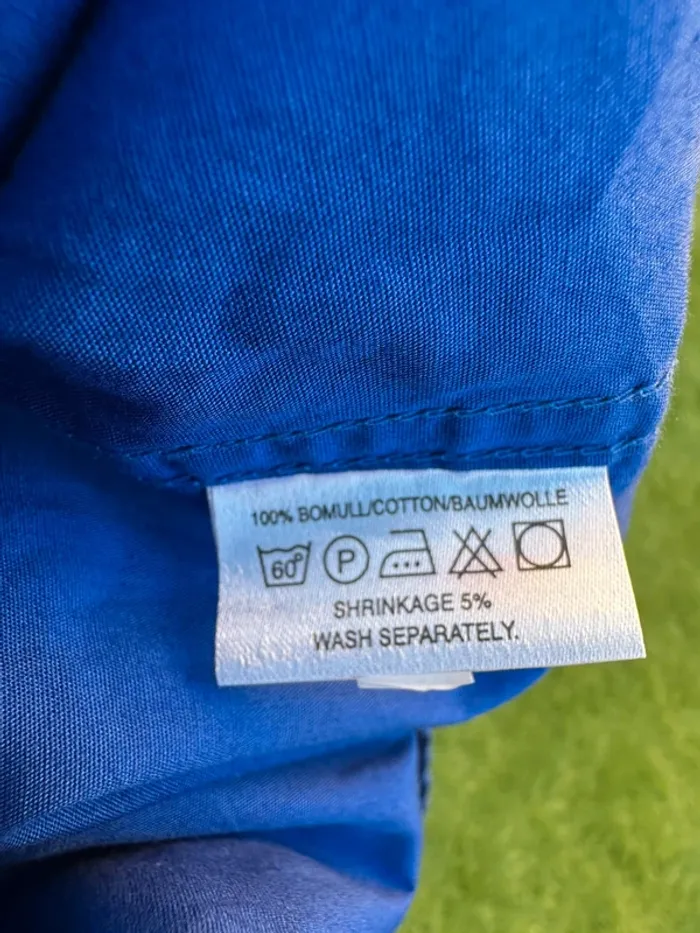 100% BOMULL/COTTON/BAUMWOLLE
60° P
SHRINKAGE 5%
WASH SEPARATELY.